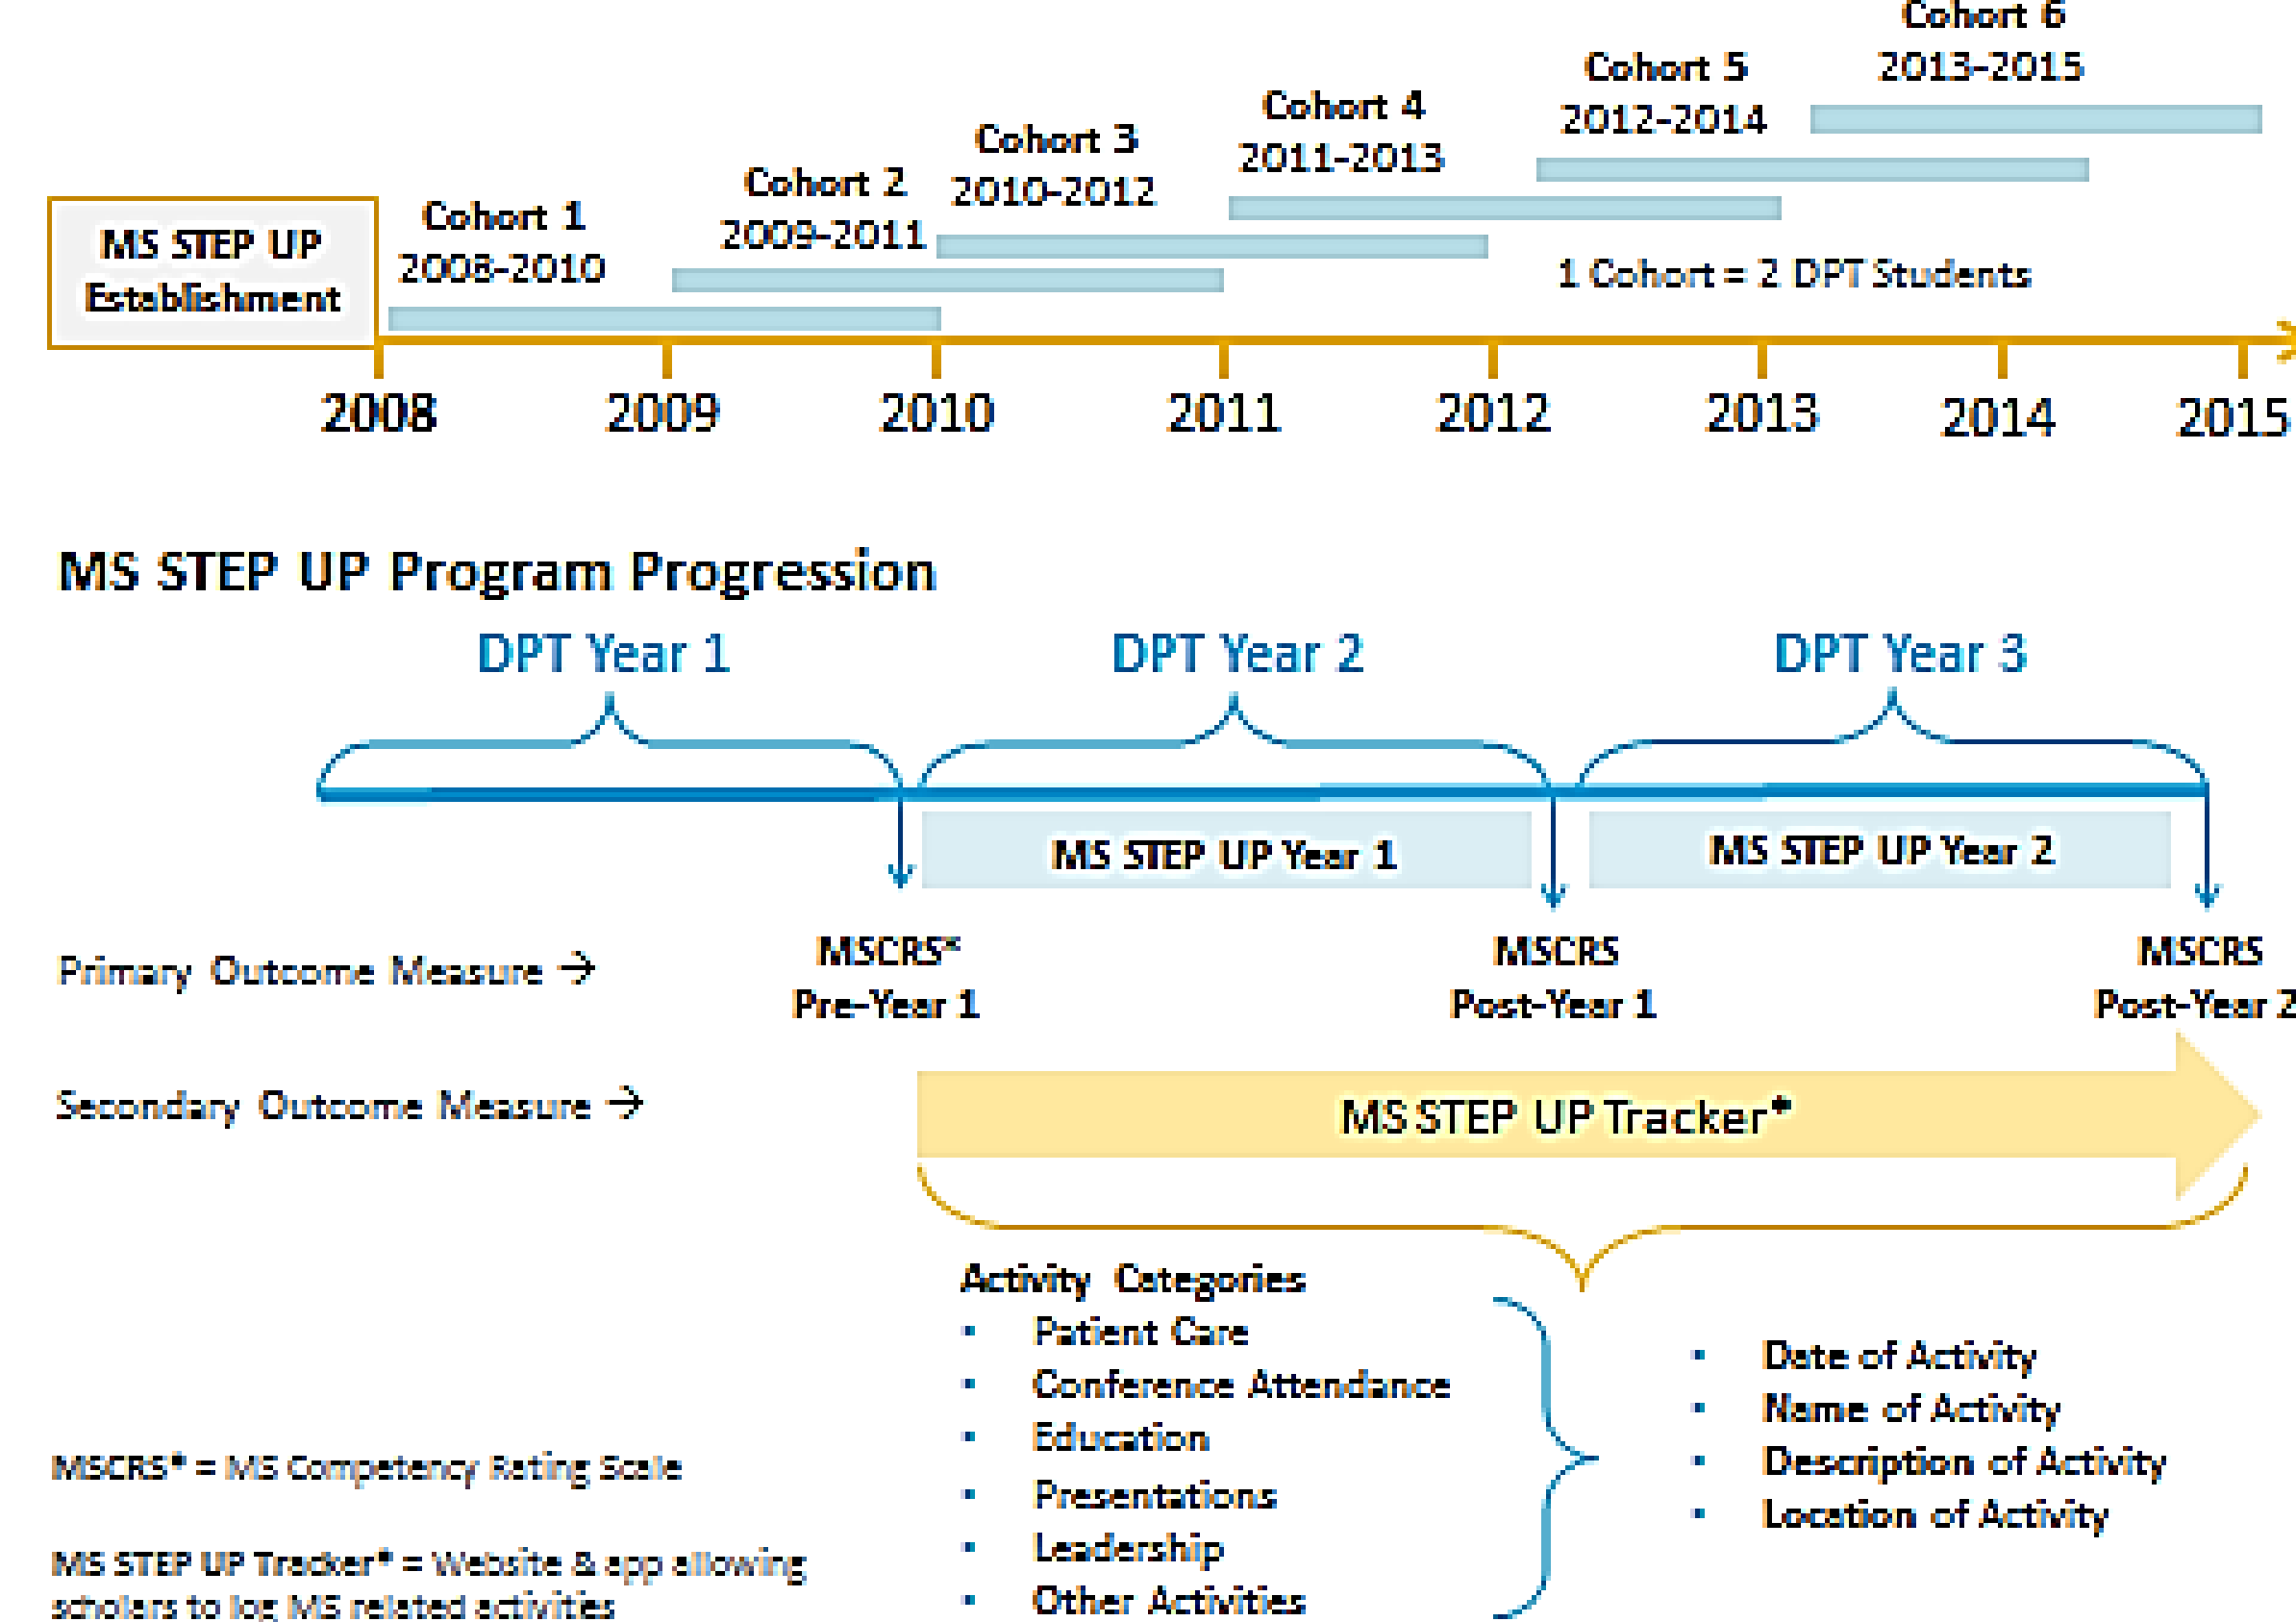 Cohort 6
2013-2015
Cohort 5
2012-2014
Cohort 4
2011-2013
Cohort 3
2010-2012
Cohort 2
2009-2011
Cohort 1
2008-2010
MS STEP UP
Establishment
1 Cohort = 2 DPT Students
2008 2009 2010 2011 2012 2013 2014 2015
MS STEP UP Program Progression
DPT Year 1 DPT Year 2 DPT Year 3
MS STEP UP Year 1 MS STEP UP Year 2
Primary Outcome Measure →
MSCRS*
Pre-Year 1
MSCRS
Post-Year 1
MSCRS
Post-Year 2
Secondary Outcome Measure →
MS STEP UP Tracker*
Activity Categories
• Patient Care
• Conference Attendance
• Education
• Presentations
• Leadership
• Other Activities
• Date of Activity
• Name of Activity
• Description of Activity
• Location of Activity
MSCRS* = MS Competency Rating Scale
MS STEP UP Tracker* = Website & app allowing
scholars to log MS related activities